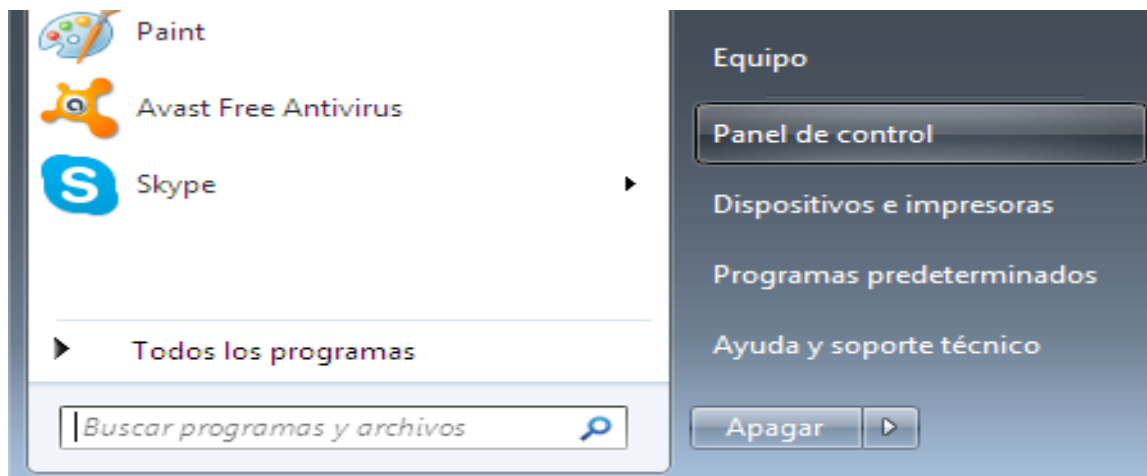 Paint
Avast Free Antivirus
Skype
Todos los programas
Buscar programas y archivos
Equipo
Panel de control
Dispositivos e impresoras
Programas predeterminados
Ayuda y soporte técnico
Apagar